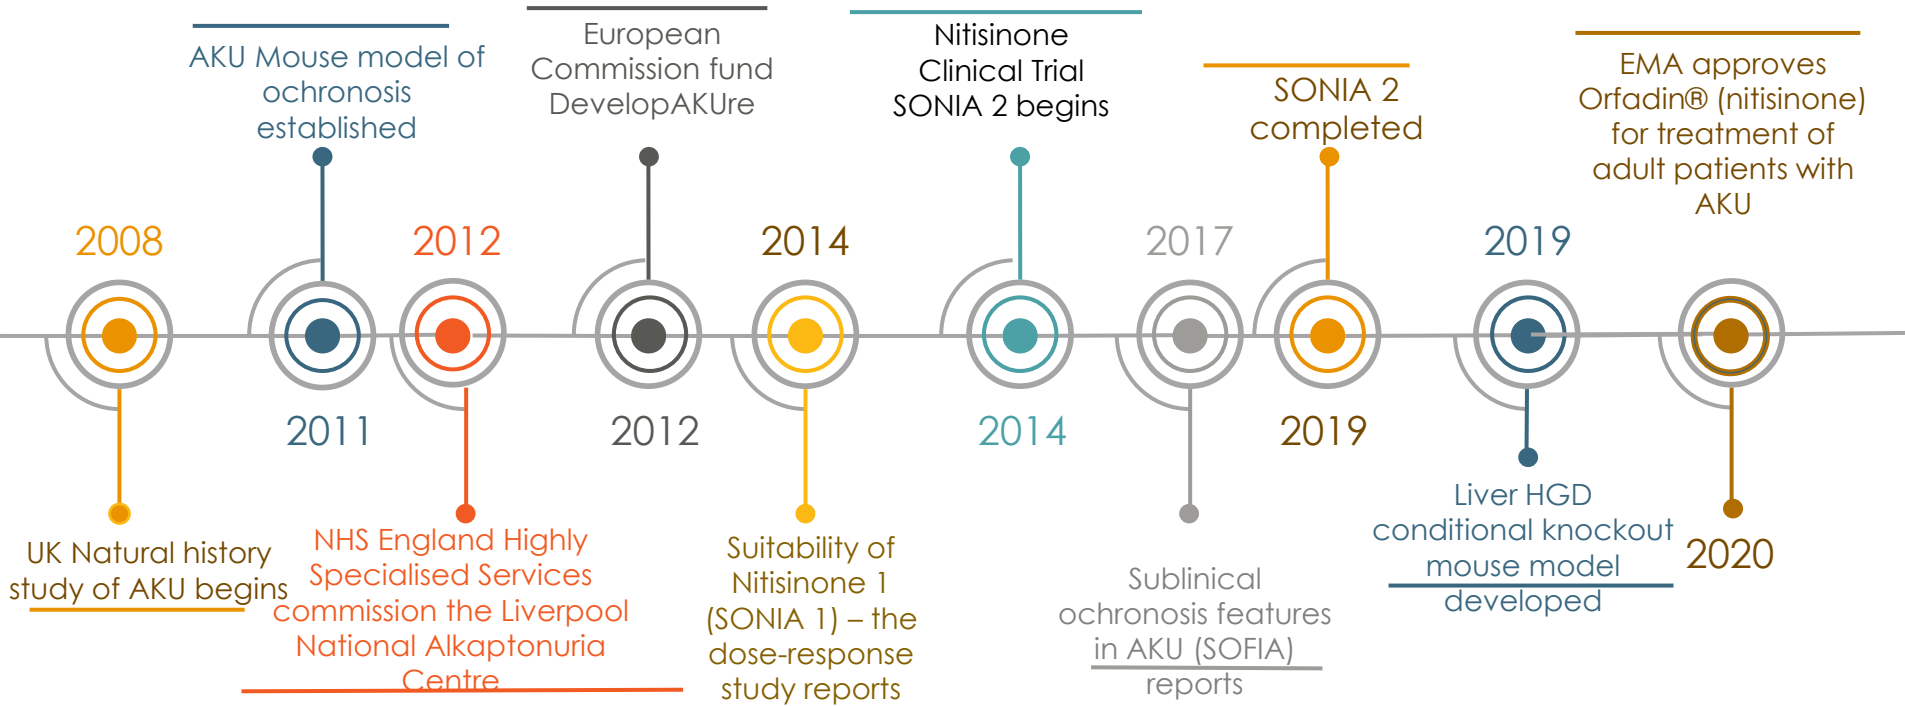 AKU Mouse model of
ochronosis
established
European
Commission fund
DevelopAKUre
Nitisinone
Clinical Trial
SONIA 2 begins
SONIA 2
completed
EMA approves
Orfadin® (nitisinone)
for treatment of
adult patients with
AKU
2008
2012
2014
2017
2019
2011
2012
2014
2019
UK Natural history
study of AKU begins
NHS England Highly
Specialised Services
commission the Liverpool
National Alkaptonuria
Centre
Suitability of
Nitisinone 1
(SONIA 1) – the
dose-response
study reports
Sublinical
ochronosis features
in AKU (SOFIA)
reports
Liver HGD
conditional knockout
mouse model
developed
2020